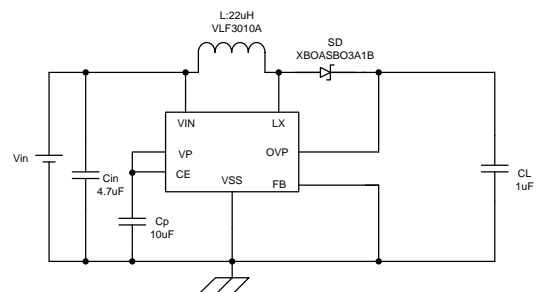 L:22uH
VLF3010A
SD
XBOASBO3A1B
VIN
LX
VP
OVP
CE
VSS
FB
Vin
Cin
4.7uF
Cp
10uF
CL
1uF